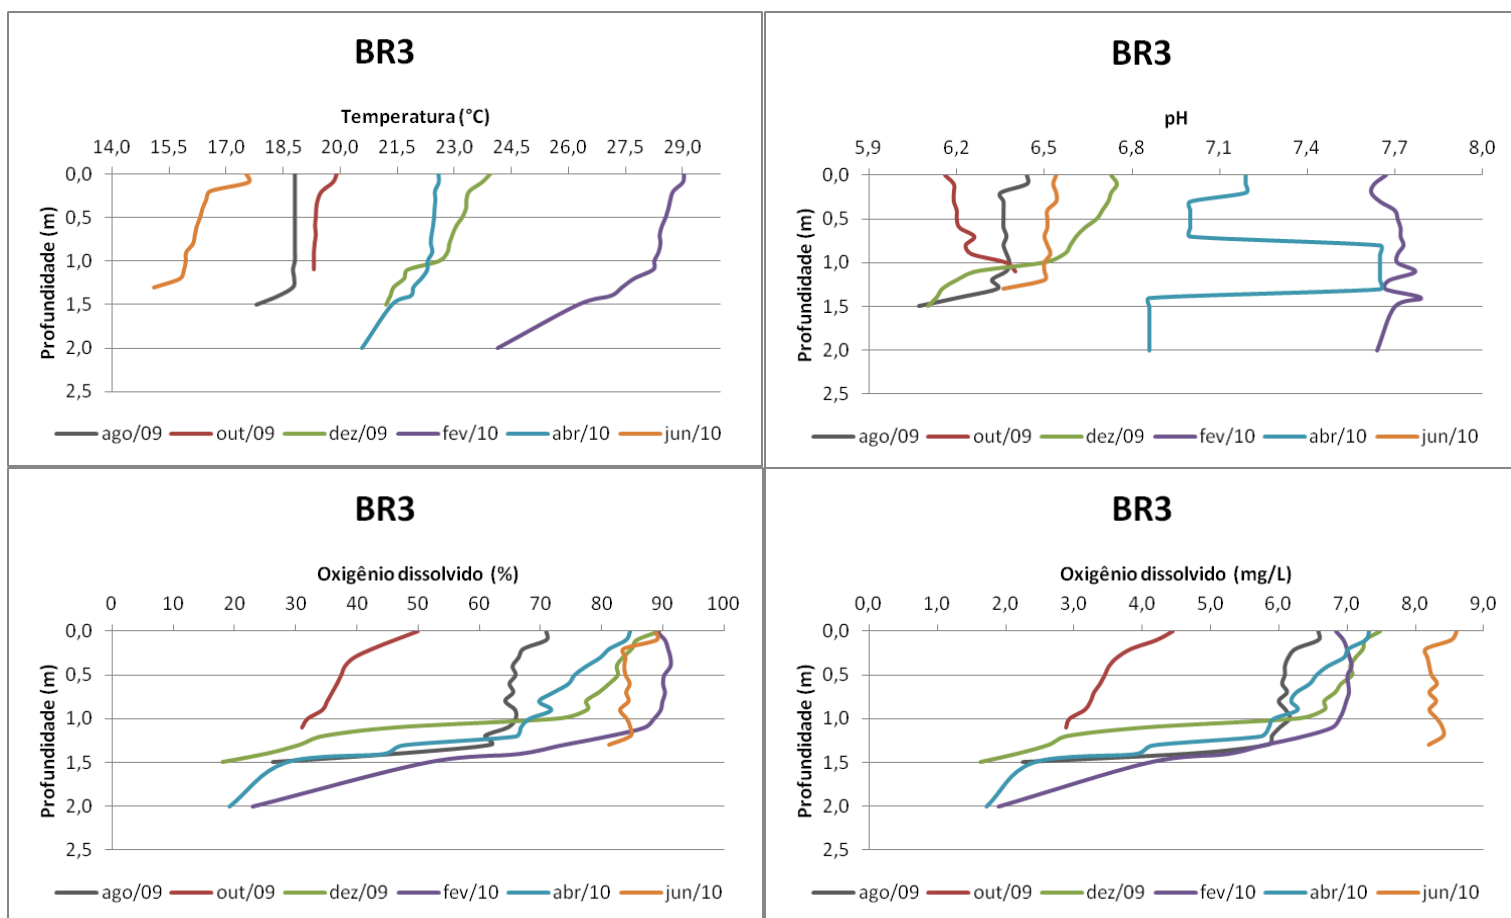 BR3
Temperatura (°C)
14,0 15,5 17,0 18,5 20,0 21,5 23,0 24,5 26,0 27,5 29,0
Profundidade (m)
0,0
0,5
1,0
1,5
2,0
2,5
ago/09 out/09 dez/09 fev/10 abr/10 jun/10
BR3
pH
5,9 6,2 6,5 6,8 7,1 7,4 7,7 8,0
Profundidade (m)
0,0
0,5
1,0
1,5
2,0
2,5
ago/09 out/09 dez/09 fev/10 abr/10 jun/10
BR3
Oxigênio dissolvido (%)
0 10 20 30 40 50 60 70 80 90 100
Profundidade (m)
0,0
0,5
1,0
1,5
2,0
2,5
ago/09 out/09 dez/09 fev/10 abr/10 jun/10
BR3
Oxigênio dissolvido (mg/L)
0,0 1,0 2,0 3,0 4,0 5,0 6,0 7,0 8,0 9,0
Profundidade (m)
0,0
0,5
1,0
1,5
2,0
2,5
ago/09 out/09 dez/09 fev/10 abr/10 jun/10